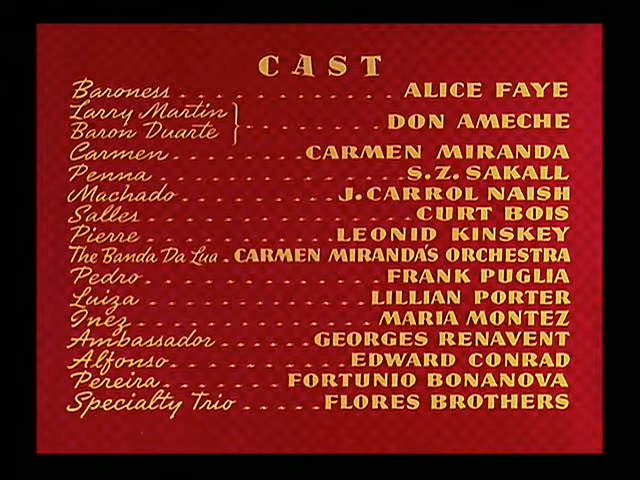 CAST
Baroness . . . . . . . . . . . . ALICE FAYE
Larry Martin
Baron Duarte } . . . . . . . . DON AMECHE
Carmen . . . . . . . . CARMEN MIRANDA
Penna . . . . . . . . . . . . . S. Z. SAKALL
Machado . . . . . . . . J. CARROL NAISH
Salles . . . . . . . . . . . . . CURT BOIS
Pierre . . . . . . . . . LEONID KINSKEY
The Banda Da Lua . CARMEN MIRANDA'S ORCHESTRA
Pedro . . . . . . . . . . . FRANK PUGLIA
Luiza . . . . . . . . . . LILLIAN PORTER
Inez . . . . . . . . . . . MARIA MONTEZ
Ambassador . . . . . GEORGES RENAVENT
Alfonso . . . . . . . . EDWARD CONRAD
Pereira . . . . . . FORTUNIO BONANOVA
Specialty Trio . . . . . FLORES BROTHERS